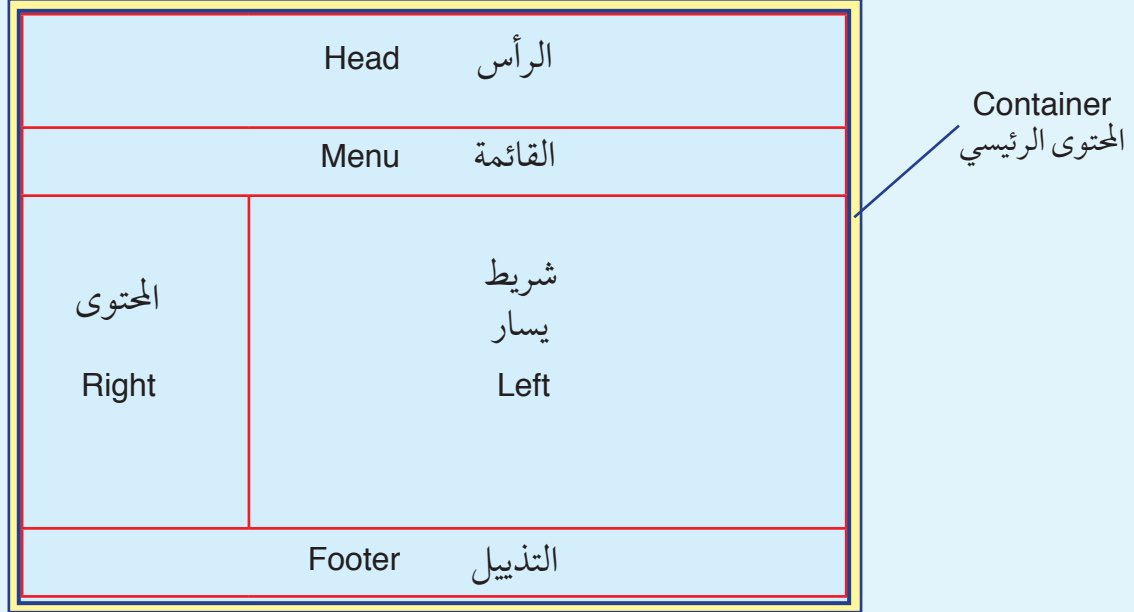 Head الرأس
Container
المحتوى الرئيسي
Menu القائمة
المحتوى
Right
شريط
يسار
Left
Footer التذييل